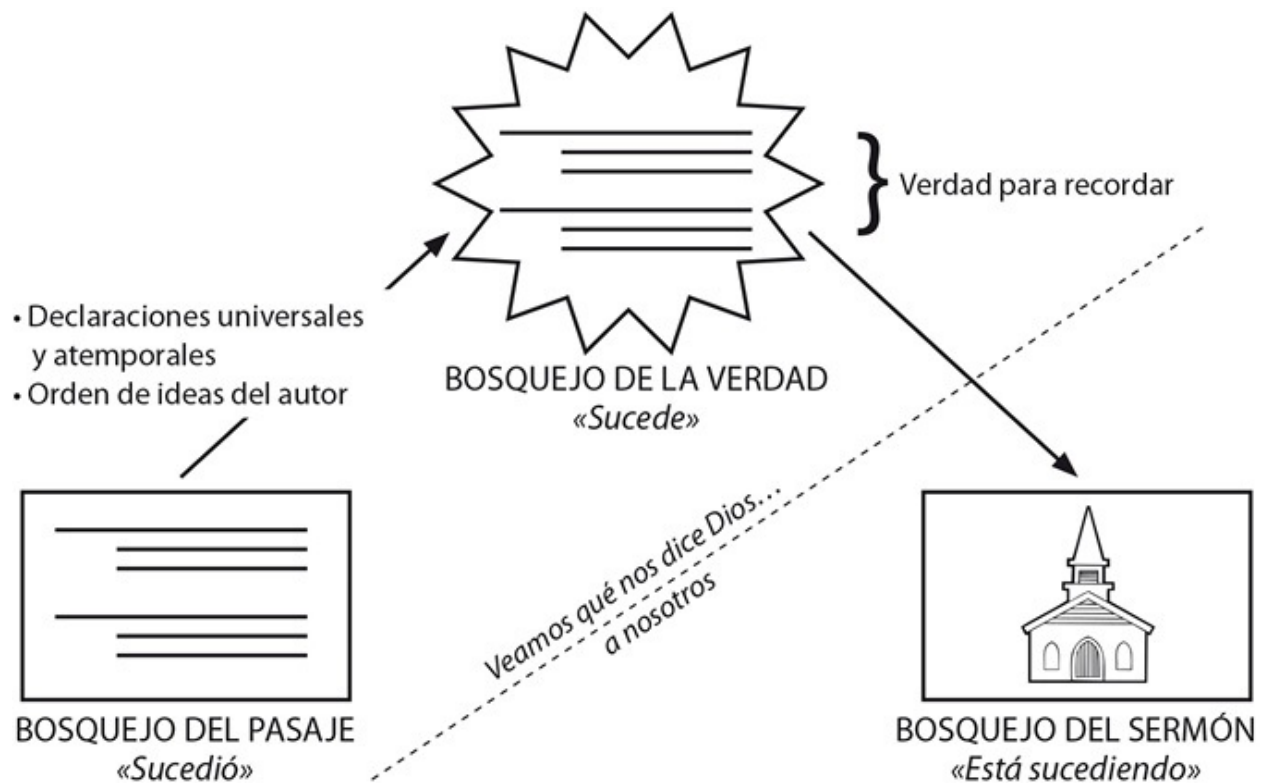 Verdad para recordar
• Declaraciones universales
y atemporales
• Orden de ideas del autor
BOSQUEJO DE LA VERDAD
«Sucede»
Veamos qué nos dice Dios...
a nosotros
BOSQUEJO DEL PASAJE
«Sucedió»
BOSQUEJO DEL SERMÓN
«Está sucediendo»